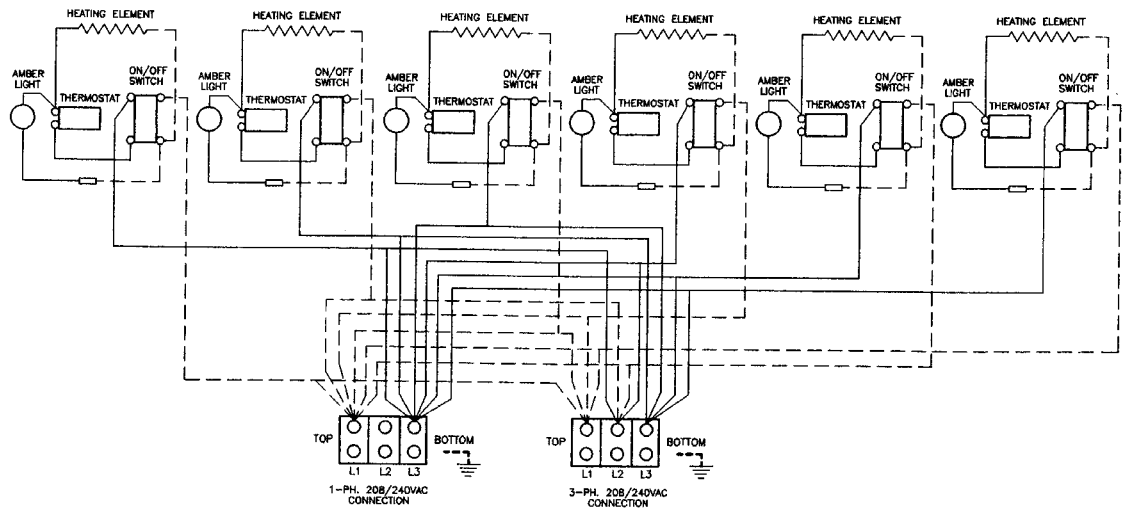 HEATING ELEMENT
HEATING ELEMENT
HEATING ELEMENT
HEATING ELEMENT
HEATING ELEMENT
HEATING ELEMENT
AMBER
LIGHT
THERMOSTAT
ON/OFF
SWITCH
AMBER
LIGHT
THERMOSTAT
ON/OFF
SWITCH
AMBER
LIGHT
THERMOSTAT
ON/OFF
SWITCH
AMBER
LIGHT
THERMOSTAT
ON/OFF
SWITCH
AMBER
LIGHT
THERMOSTAT
ON/OFF
SWITCH
AMBER
LIGHT
THERMOSTAT
ON/OFF
SWITCH
TOP
BOTTOM
L1 L2 L3
1-PH. 208/240VAC
CONNECTION
TOP
BOTTOM
L1 L2 L3
3-PH. 208/240VAC
CONNECTION